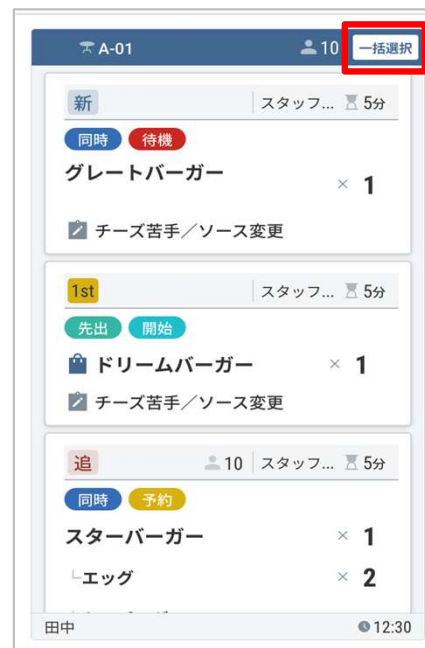 A-01 10 一括選択
新 スタッフ... 5分
同時 待機
グレートバーガー × 1
チーズ苦手／ソース変更
1st スタッフ... 5分
先出 開始
ドリームバーガー × 1
チーズ苦手／ソース変更
追 10 スタッフ... 5分
同時 予約
スターバーガー × 1
└エッグ × 2
田中 12:30